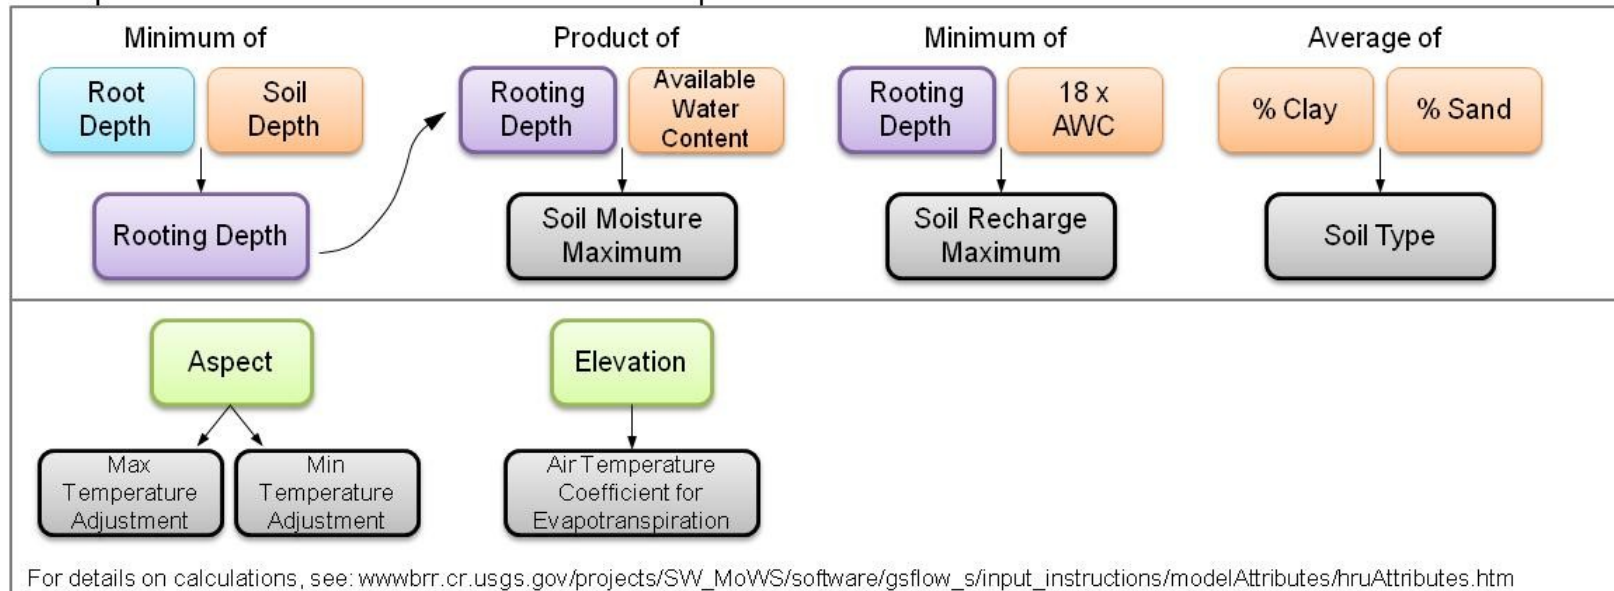 Minimum of
Root
Depth
Soil
Depth
Rooting Depth
Product of
Rooting
Depth
Available
Water
Content
Soil Moisture
Maximum
Minimum of
Rooting
Depth
18 x
AWC
Soil Recharge
Maximum
Average of
% Clay
% Sand
Soil Type
Aspect
Max
Temperature
Adjustment
Min
Temperature
Adjustment
Elevation
Air Temperature
Coefficient for
Evapotranspiration
For details on calculations, see: wwwbrr.cr.usgs.gov/projects/SW_MoWS/software/gsflow_s/input_instructions/modelAttributes/hruAttributes.htm